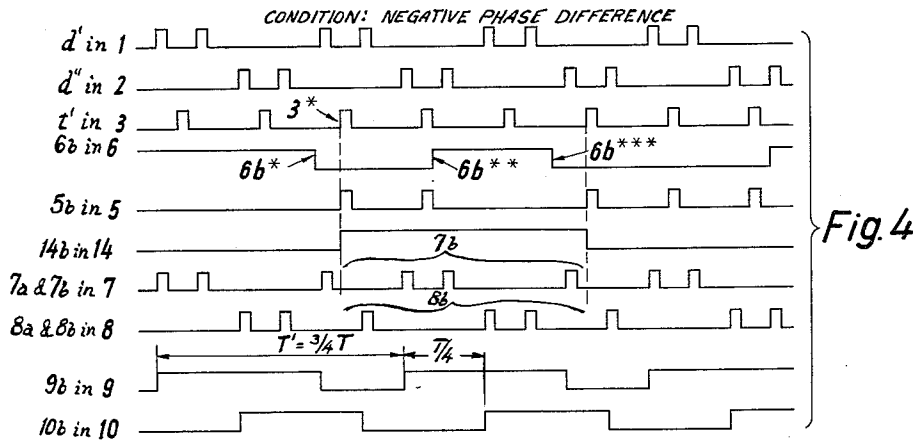 CONDITION: NEGATIVE PHASE DIFFERENCE
d' in 1
d" in 2
t' in 3
3*
6b in 6
6b*
6b**
6b***
5b in 5
14b in 14
7b
7a & 7b in 7
8b
8a & 8b in 8
T' = 3/4 T
T/4
9b in 9
10b in 10
Fig. 4